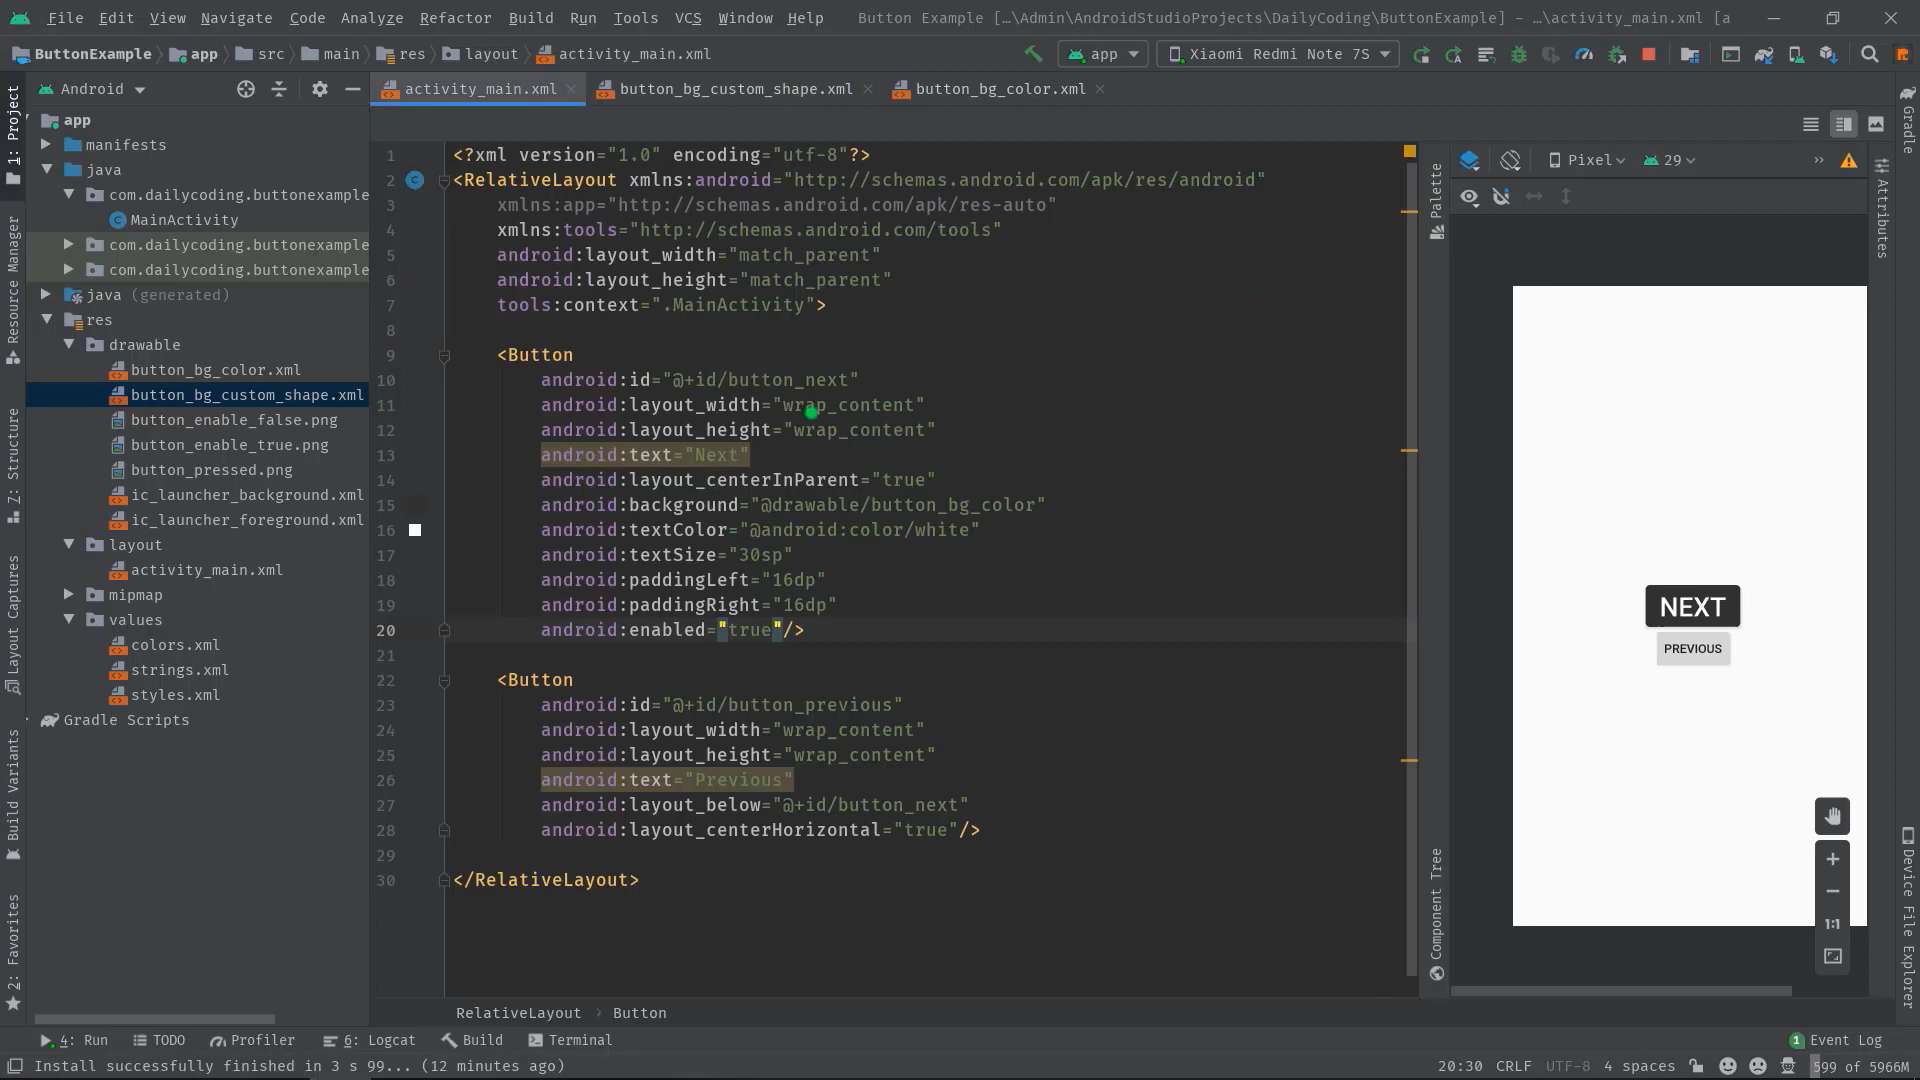 File Edit View Navigate Code Analyze Refactor Build Run Tools VCS Window Help Button Example [...\Admin\AndroidStudioProjects\DailyCoding\ButtonExample] - ...\activity_main.xml [a
ButtonExample app src main res layout activity_main.xml app Xiaomi Redmi Note 7S
Android
activity_main.xml button_bg_custom_shape.xml button_bg_color.xml
app
manifests
java
com.dailycoding.buttonexample
MainActivity
com.dailycoding.buttonexample
com.dailycoding.buttonexample
java (generated)
res
drawable
button_bg_color.xml
button_bg_custom_shape.xml
button_enable_false.png
button_enable_true.png
button_pressed.png
ic_launcher_background.xml
ic_launcher_foreground.xml
layout
activity_main.xml
mipmap
values
colors.xml
strings.xml
styles.xml
Gradle Scripts
1: Project
Resource Manager
7: Structure
Layout Captures
Build Variants
2: Favorites
1 <?xml version="1.0" encoding="utf-8"?>
2 <RelativeLayout xmlns:android="http://schemas.android.com/apk/res/android"
3 xmlns:app="http://schemas.android.com/apk/res-auto"
4 xmlns:tools="http://schemas.android.com/tools"
5 android:layout_width="match_parent"
6 android:layout_height="match_parent"
7 tools:context=".MainActivity">
8
9 <Button
10 android:id="@+id/button_next"
11 android:layout_width="wrap_content"
12 android:layout_height="wrap_content"
13 android:text="Next"
14 android:layout_centerInParent="true"
15 android:background="@drawable/button_bg_color"
16 android:textColor="@android:color/white"
17 android:textSize="30sp"
18 android:paddingLeft="16dp"
19 android:paddingRight="16dp"
20 android:enabled="true"/>
21
22 <Button
23 android:id="@+id/button_previous"
24 android:layout_width="wrap_content"
25 android:layout_height="wrap_content"
26 android:text="Previous"
27 android:layout_below="@+id/button_next"
28 android:layout_centerHorizontal="true"/>
29
30 </RelativeLayout>
RelativeLayout › Button
Palette
Component Tree
Pixel 29 »
NEXT
PREVIOUS
1:1
Gradle
Attributes
Device File Explorer
4: Run TODO Profiler 6: Logcat Build Terminal 1 Event Log
Install successfully finished in 3 s 99... (12 minutes ago) 20:30 CRLF UTF-8 4 spaces 599 of 5966M